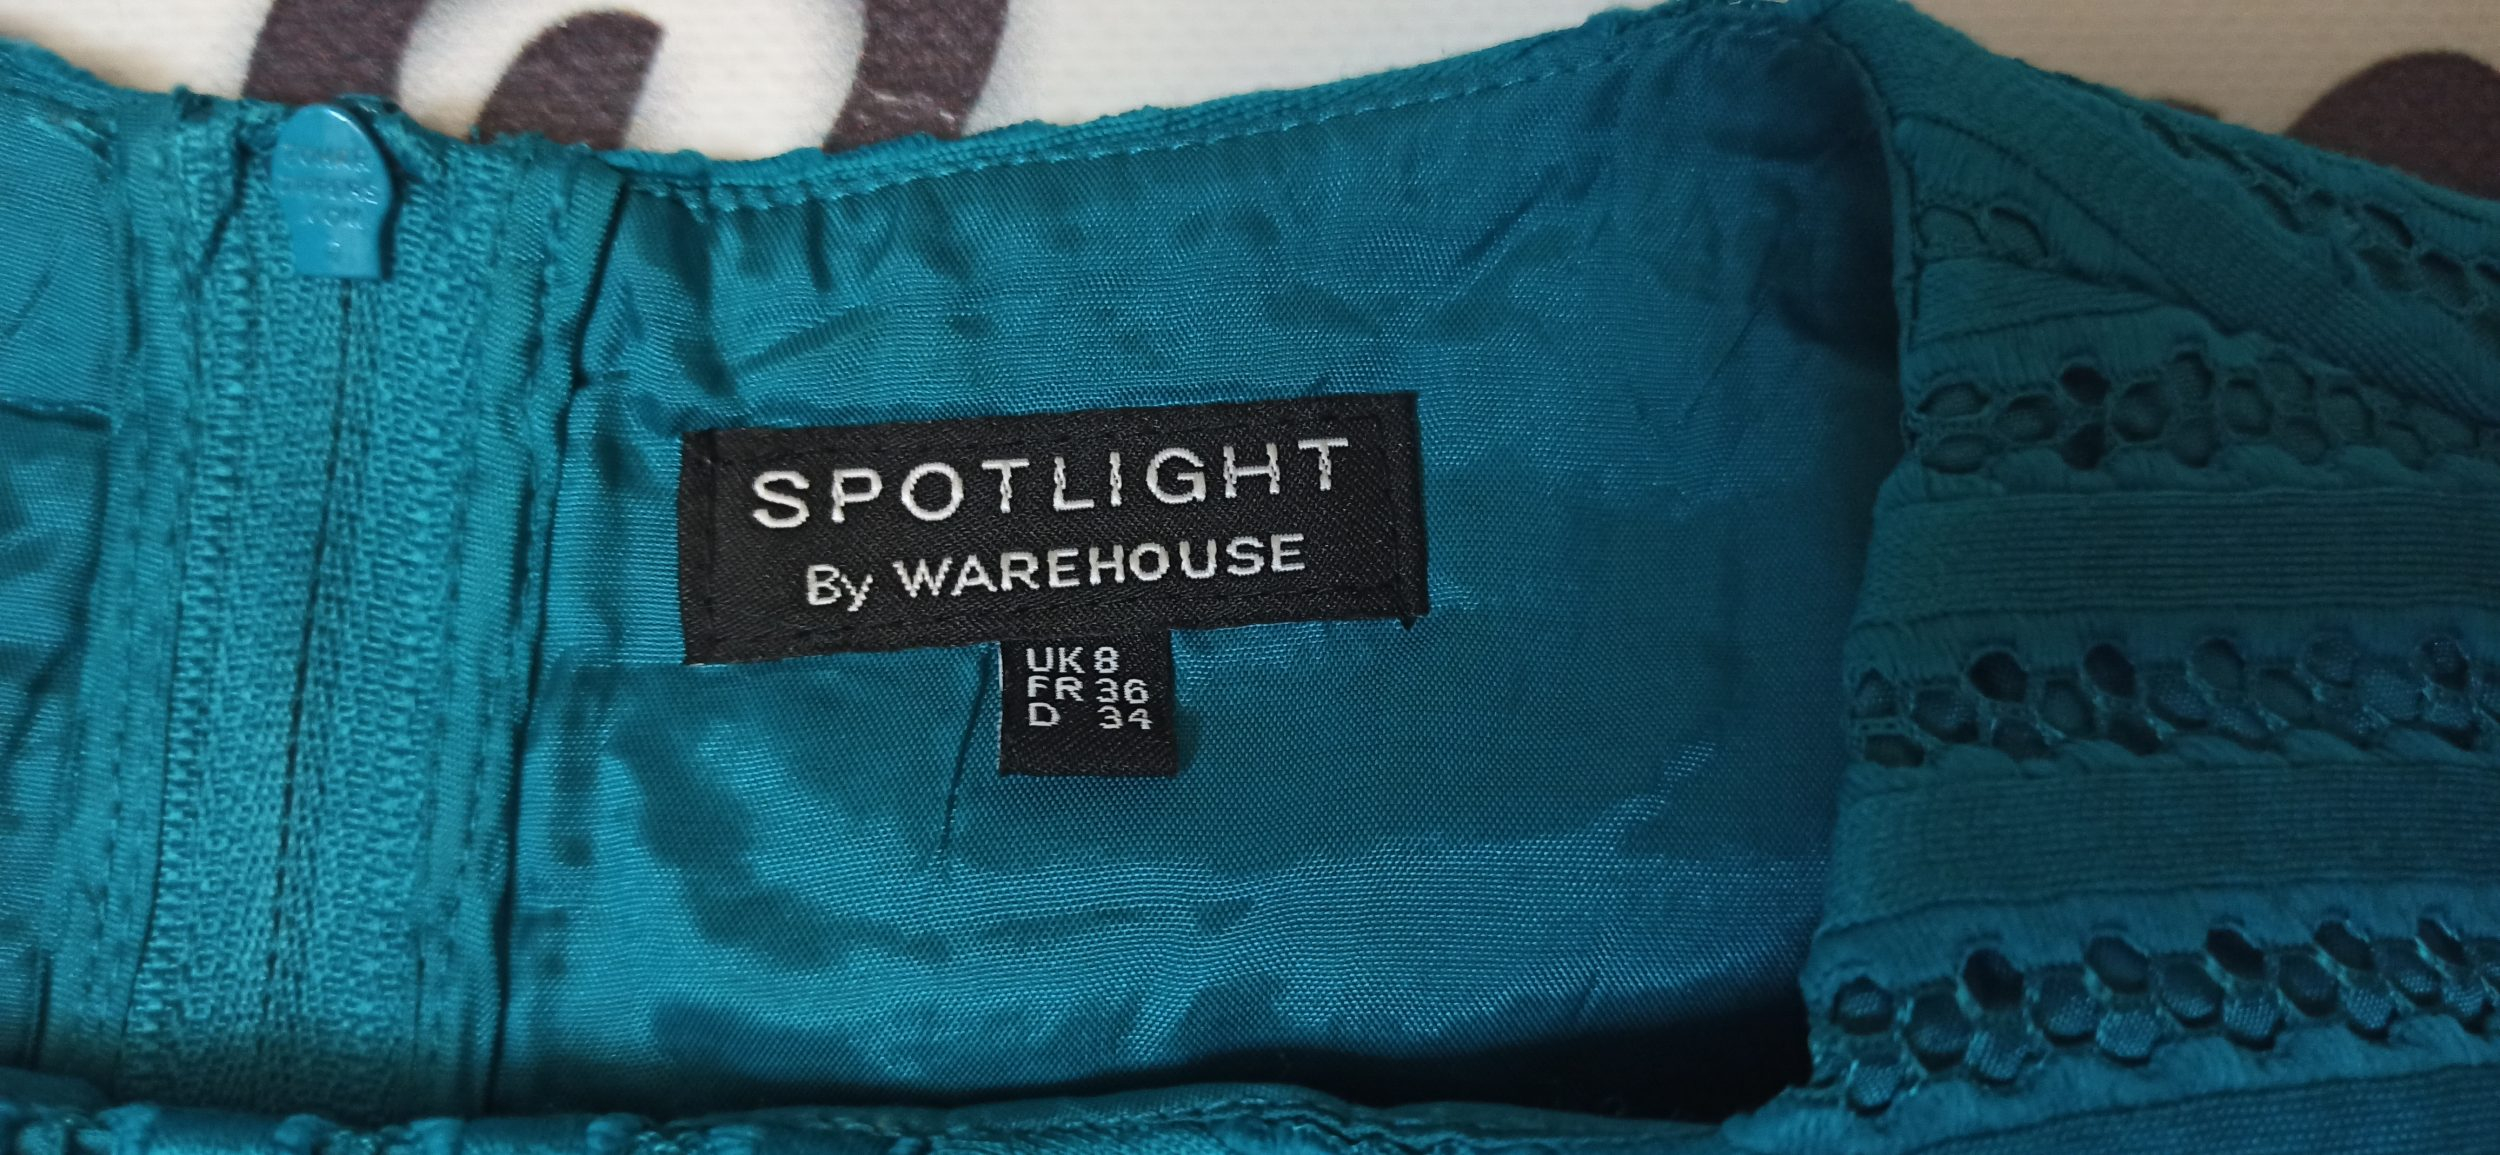 SPOTLIGHT
By WAREHOUSE
UK 8
FR 36
D 34